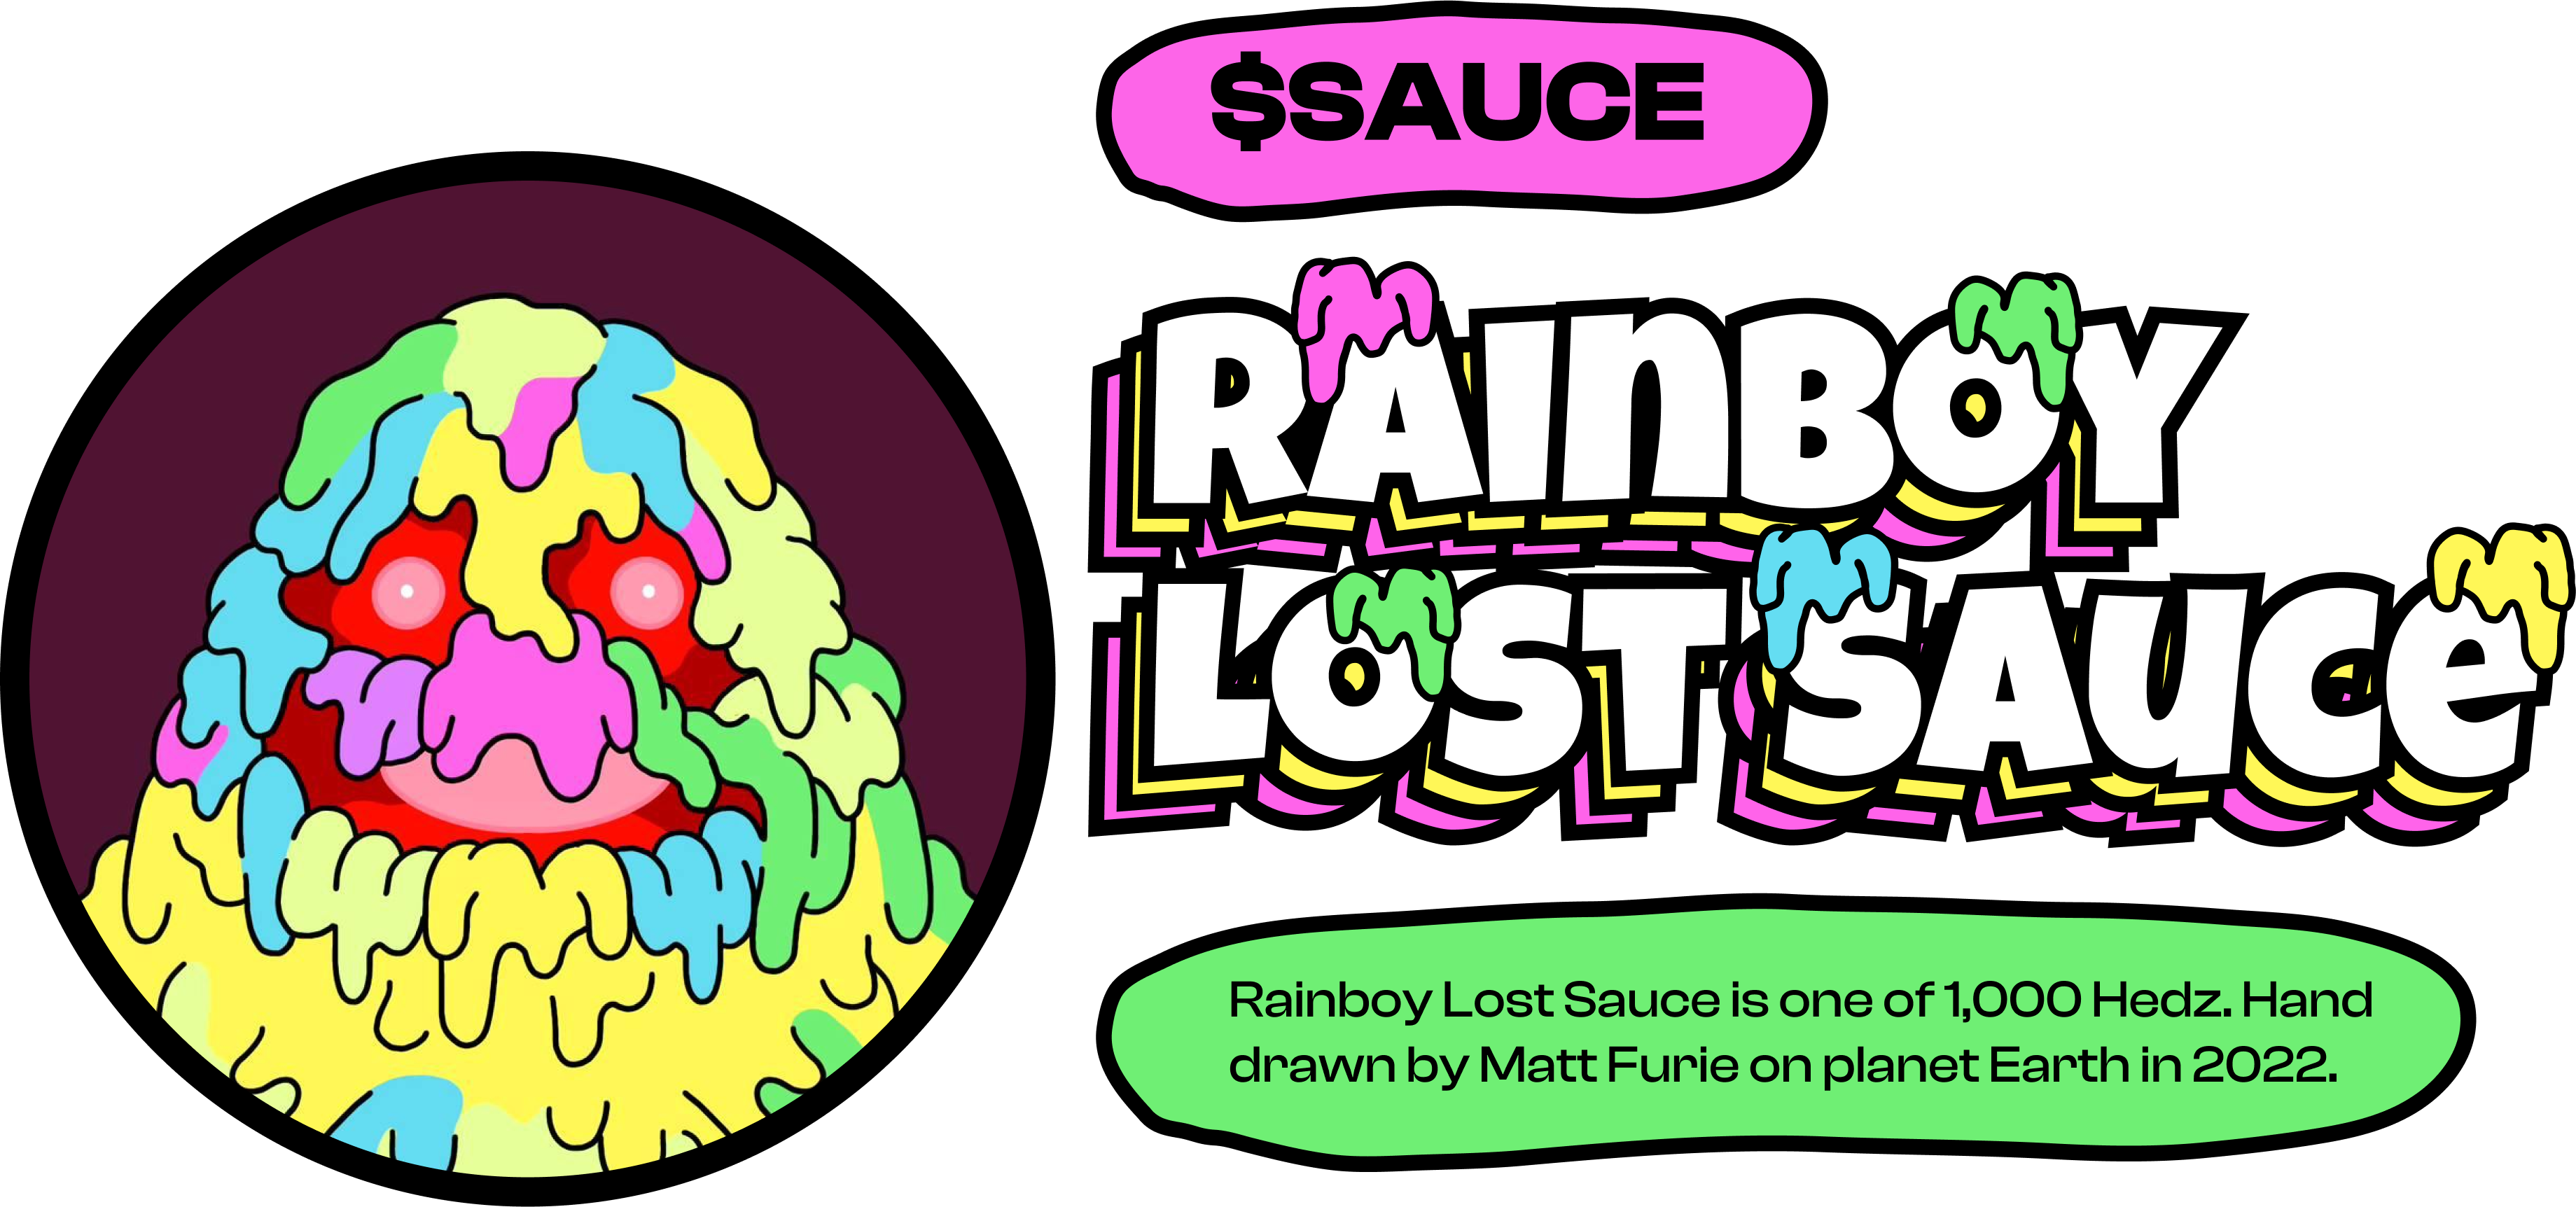 $SAUCE
RAINBOY
LOST SAUCE
Rainboy Lost Sauce is one of 1,000 Hedz. Hand
drawn by Matt Furie on planet Earth in 2022.